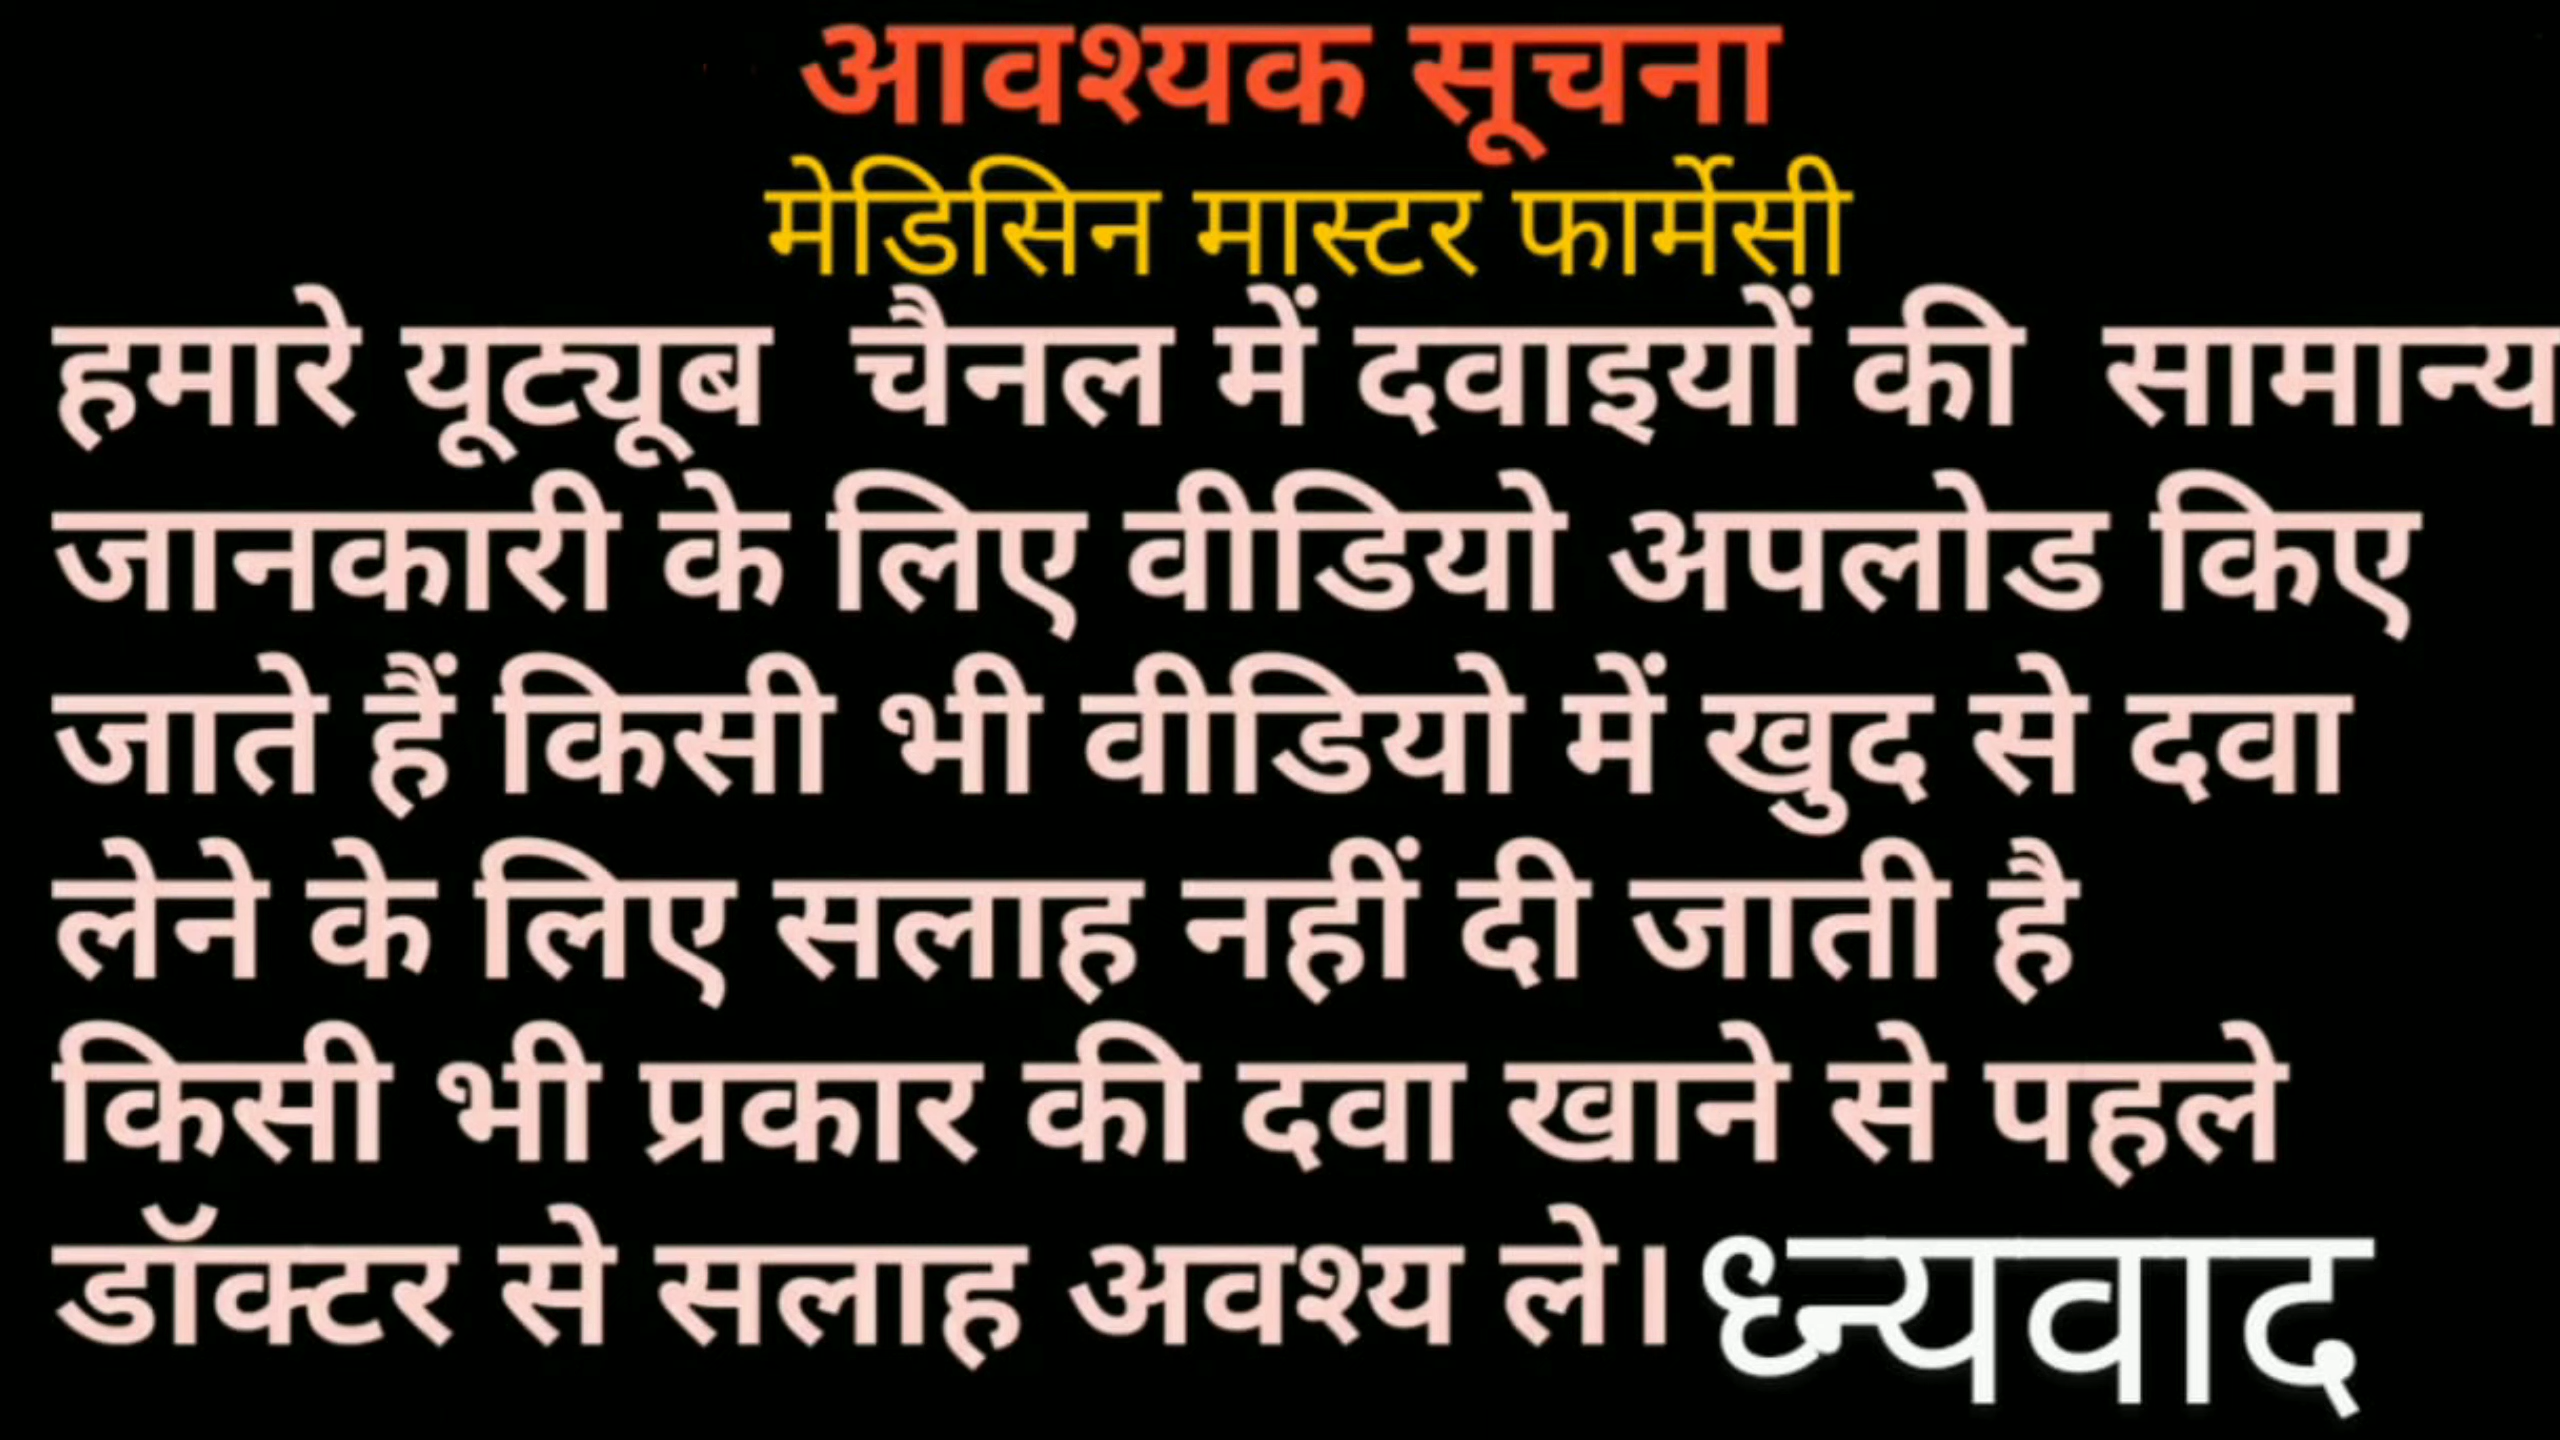 आवश्यक सूचना
मेडिसिन मास्टर फार्मेसी
हमारे यूट्यूब चैनल में दवाइयों की सामान्य
जानकारी के लिए वीडियो अपलोड किए
जाते हैं किसी भी वीडियो में खुद से दवा
लेने के लिए सलाह नहीं दी जाती है
किसी भी प्रकार की दवा खाने से पहले
डॉक्टर से सलाह अवश्य ले। ध्न्यवाद